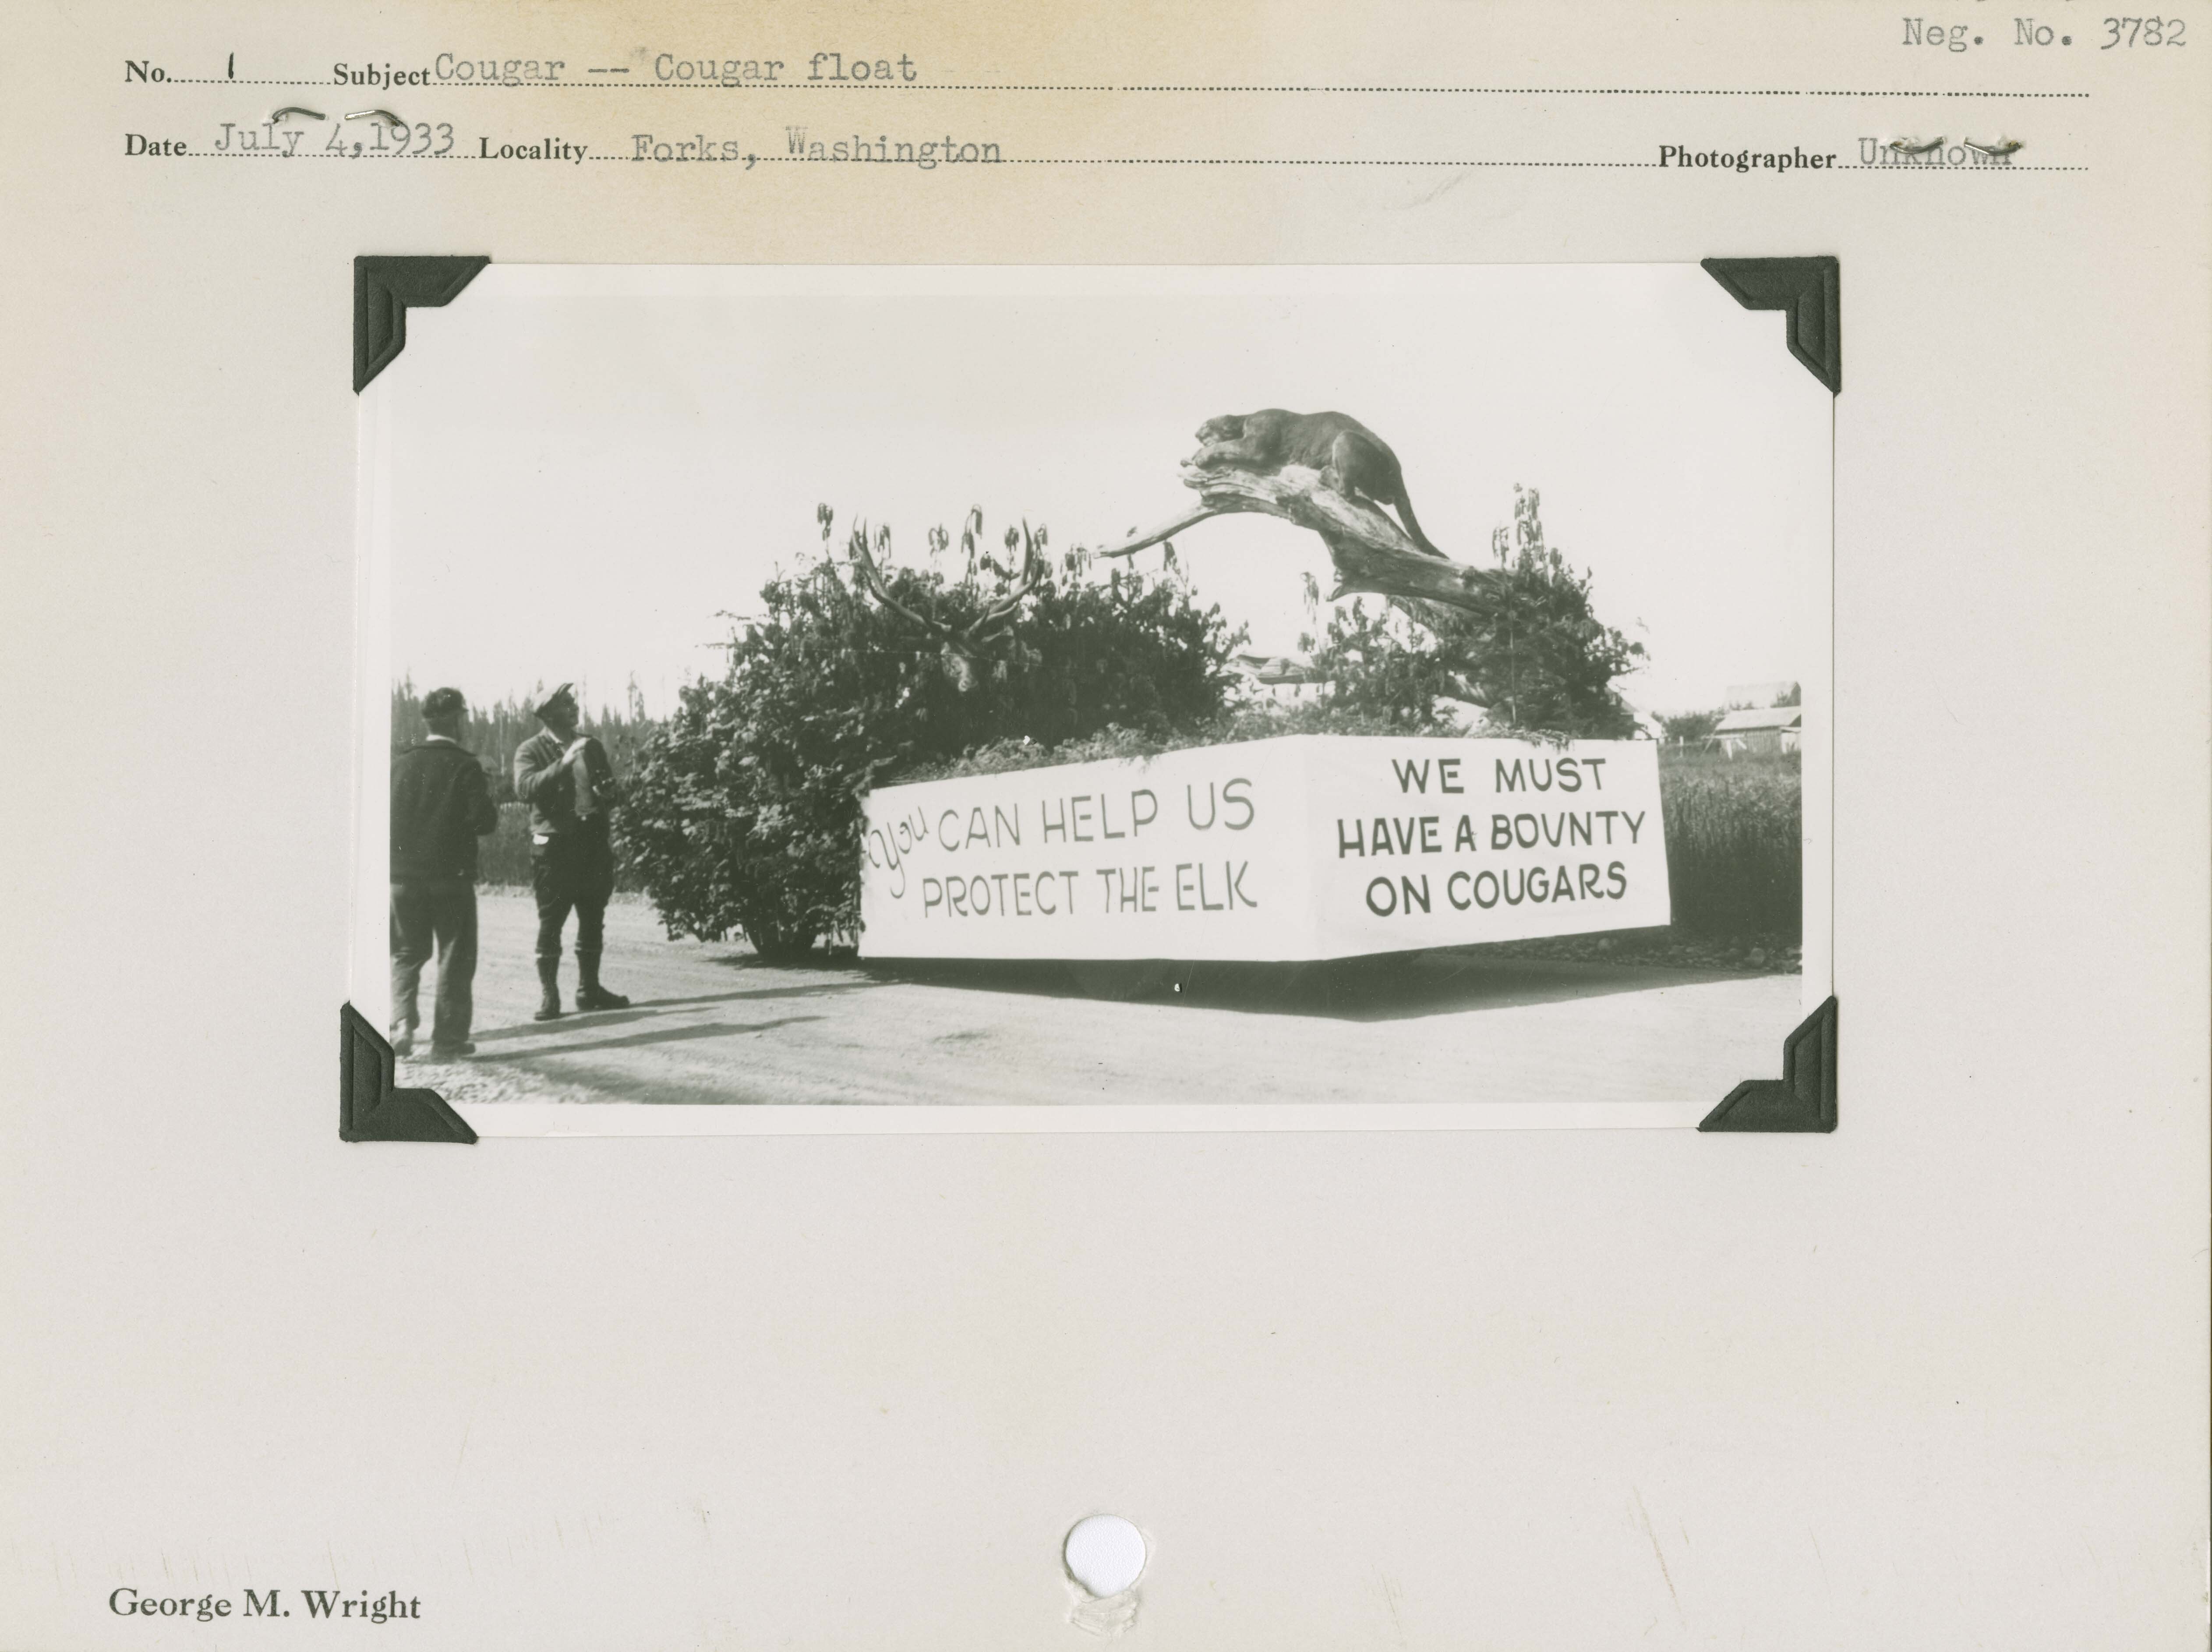 Neg. No. 3782
No. 1 Subject Cougar -- Cougar float
Date July 4, 1933 Locality Forks, Washington Photographer Unknown
you CAN HELP US
PROTECT THE ELK
WE MUST
HAVE A BOUNTY
ON COUGARS
George M. Wright